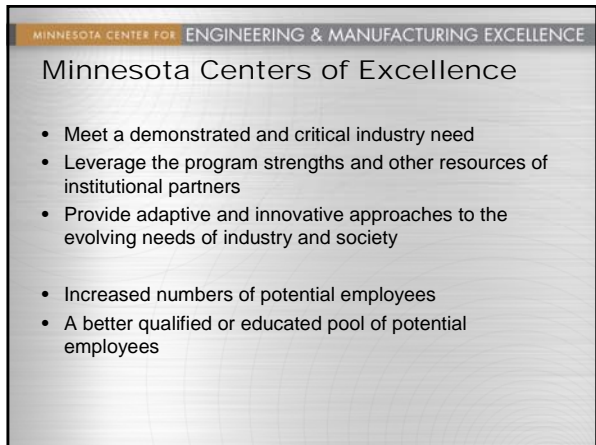 MINNESOTA CENTER FOR ENGINEERING & MANUFACTURING EXCELLENCE
Minnesota Centers of Excellence
• Meet a demonstrated and critical industry need
• Leverage the program strengths and other resources of
institutional partners
• Provide adaptive and innovative approaches to the
evolving needs of industry and society
• Increased numbers of potential employees
• A better qualified or educated pool of potential
employees